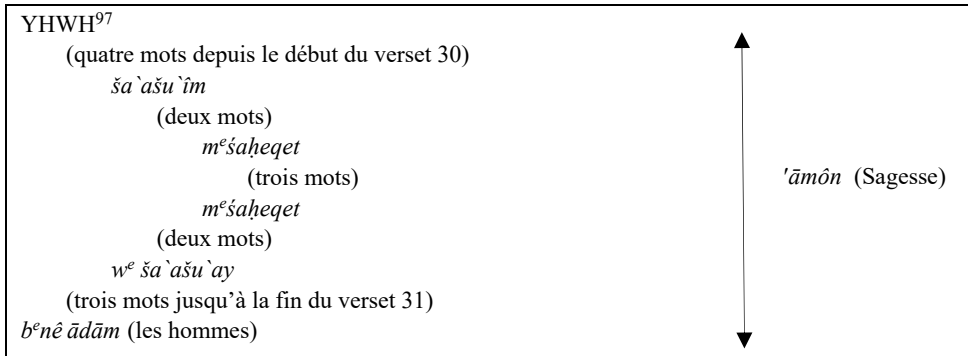 YHWH⁹⁷
(quatre mots depuis le début du verset 30)
ša`ašu`îm
(deux mots)
mᵉśaḥeqet
(trois mots)
'āmôn (Sagesse)
mᵉśaḥeqet
(deux mots)
wᵉ ša`ašu`ay
(trois mots jusqu’à la fin du verset 31)
bᵉnê ādām (les hommes)